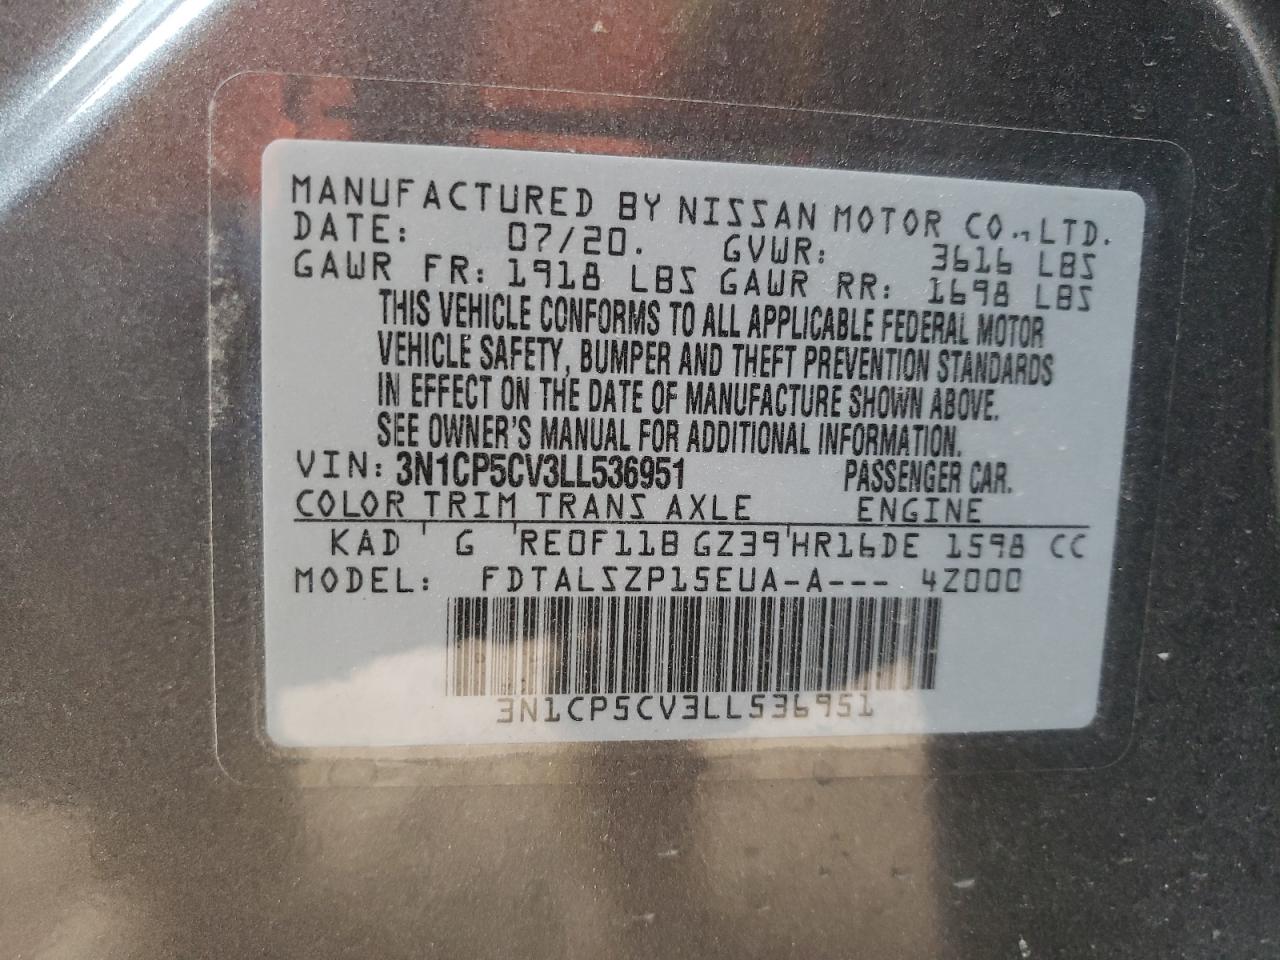 MANUFACTURED BY NISSAN MOTOR CO.,LTD.
DATE: 07/20. GVWR: 3616 LBS
GAWR FR: 1918 LBS GAWR RR: 1698 LBS
THIS VEHICLE CONFORMS TO ALL APPLICABLE FEDERAL MOTOR
VEHICLE SAFETY, BUMPER AND THEFT PREVENTION STANDARDS
IN EFFECT ON THE DATE OF MANUFACTURE SHOWN ABOVE.
SEE OWNER'S MANUAL FOR ADDITIONAL INFORMATION.
VIN: 3N1CP5CV3LL536951 PASSENGER CAR.
COLOR TRIM TRANS AXLE ENGINE
KAD G RE0F11B GZ39 HR16DE 1598 CC
MODEL: FDTALSZP15EUA-A--- 4Z000
3N1CP5CV3LL536951